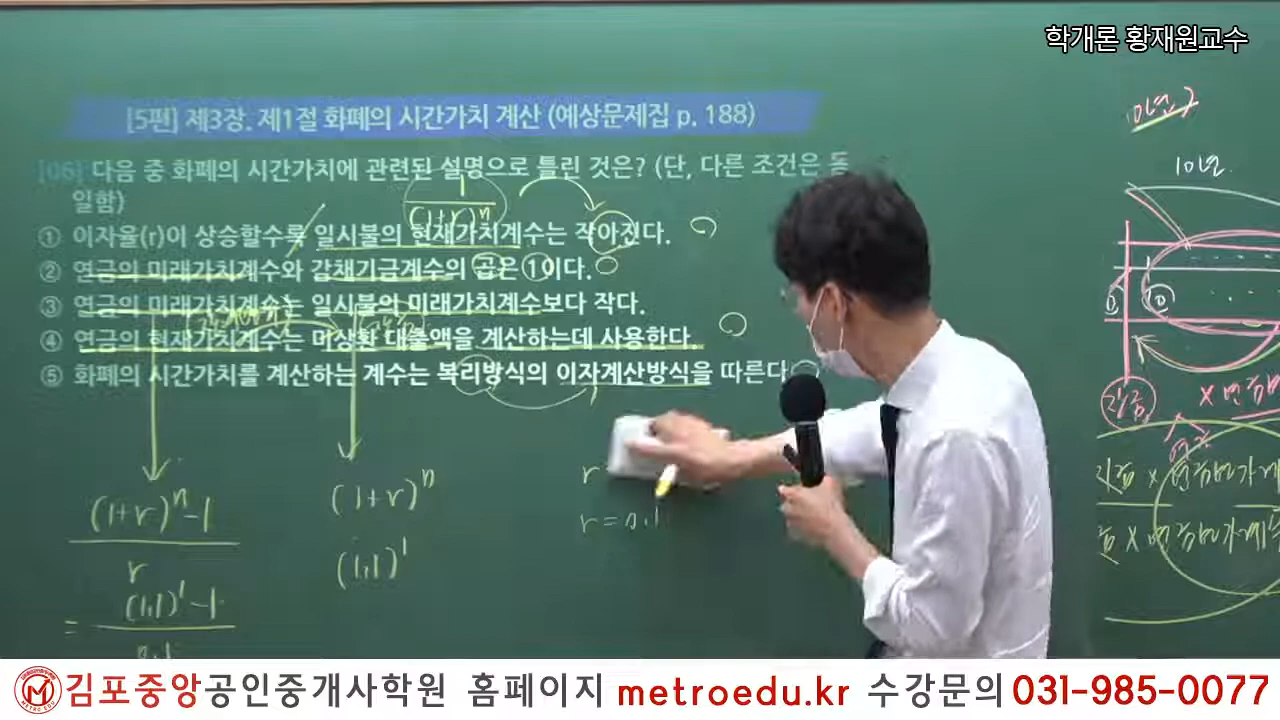 학개론 황재원교수
[5편] 제3장. 제1절 화폐의 시간가치 계산 (예상문제집 p. 188)
[06] 다음 중 화폐의 시간가치에 관련된 설명으로 틀린 것은? (단, 다른 조건은 동
일함)
1
(1+r)ⁿ
① 이자율(r)이 상승할수록 일시불의 현재가치계수는 작아진다.
② 연금의 미래가치계수와 감채기금계수의 곱은 1이다.
③ 연금의 미래가치계수는 일시불의 미래가치계수보다 작다.
④ 연금의 현재가치계수는 미상환 대출액을 계산하는데 사용한다.
⑤ 화폐의 시간가치를 계산하는 계수는 복리방식의 이자계산방식을 따른다
(1+r)ⁿ-1
r
= (1.1)¹-1
0.1
(1+r)ⁿ
(1.1)¹
r
r=0.1
10년
김포중앙공인중개사학원 홈페이지 metroedu.kr 수강문의 031-985-0077